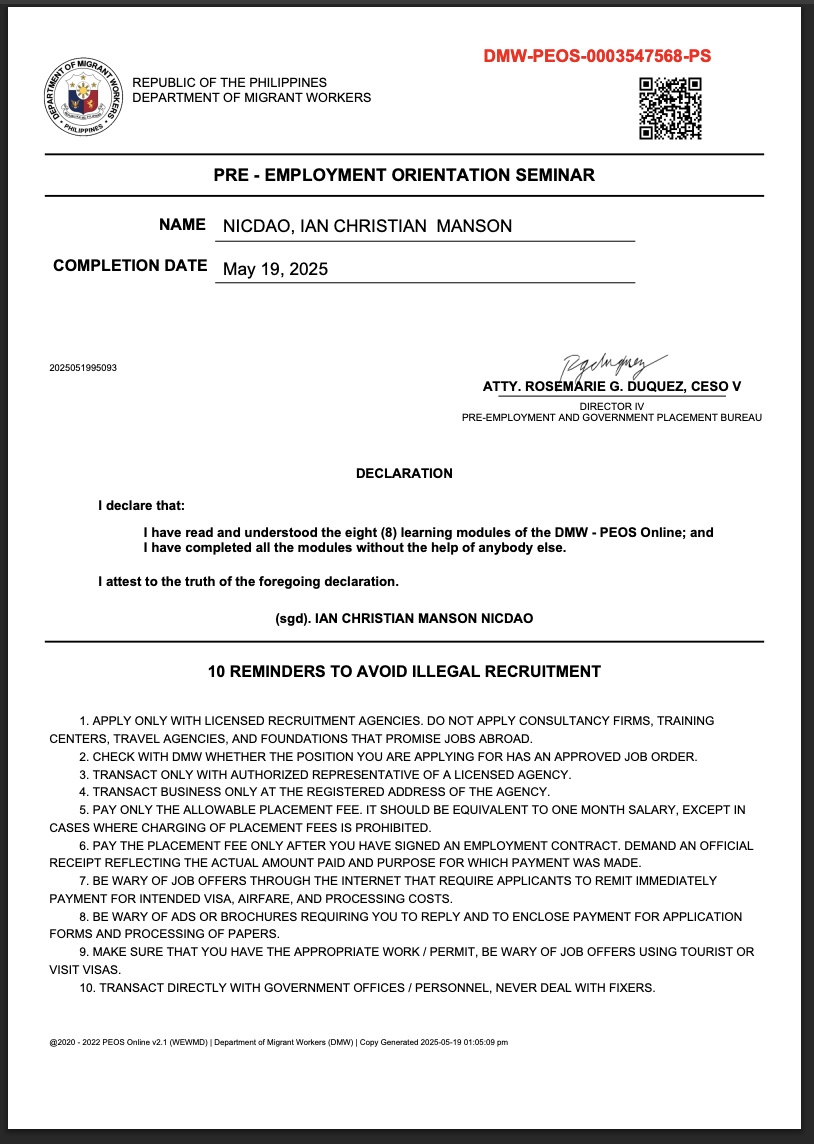 DMW-PEOS-0003547568-PS
DEPARTMENT OF MIGRANT WORKERS
PHILIPPINES
REPUBLIC OF THE PHILIPPINES
DEPARTMENT OF MIGRANT WORKERS
PRE - EMPLOYMENT ORIENTATION SEMINAR
NAME NICDAO, IAN CHRISTIAN  MANSON
COMPLETION DATE May 19, 2025
2025051995093
ATTY. ROSEMARIE G. DUQUEZ, CESO V
DIRECTOR IV
PRE-EMPLOYMENT AND GOVERNMENT PLACEMENT BUREAU
DECLARATION
I declare that:
I have read and understood the eight (8) learning modules of the DMW - PEOS Online; and
I have completed all the modules without the help of anybody else.
I attest to the truth of the foregoing declaration.
(sgd). IAN CHRISTIAN MANSON NICDAO
10 REMINDERS TO AVOID ILLEGAL RECRUITMENT
1. APPLY ONLY WITH LICENSED RECRUITMENT AGENCIES. DO NOT APPLY CONSULTANCY FIRMS, TRAINING
CENTERS, TRAVEL AGENCIES, AND FOUNDATIONS THAT PROMISE JOBS ABROAD.
2. CHECK WITH DMW WHETHER THE POSITION YOU ARE APPLYING FOR HAS AN APPROVED JOB ORDER.
3. TRANSACT ONLY WITH AUTHORIZED REPRESENTATIVE OF A LICENSED AGENCY.
4. TRANSACT BUSINESS ONLY AT THE REGISTERED ADDRESS OF THE AGENCY.
5. PAY ONLY THE ALLOWABLE PLACEMENT FEE. IT SHOULD BE EQUIVALENT TO ONE MONTH SALARY, EXCEPT IN
CASES WHERE CHARGING OF PLACEMENT FEES IS PROHIBITED.
6. PAY THE PLACEMENT FEE ONLY AFTER YOU HAVE SIGNED AN EMPLOYMENT CONTRACT. DEMAND AN OFFICIAL
RECEIPT REFLECTING THE ACTUAL AMOUNT PAID AND PURPOSE FOR WHICH PAYMENT WAS MADE.
7. BE WARY OF JOB OFFERS THROUGH THE INTERNET THAT REQUIRE APPLICANTS TO REMIT IMMEDIATELY
PAYMENT FOR INTENDED VISA, AIRFARE, AND PROCESSING COSTS.
8. BE WARY OF ADS OR BROCHURES REQUIRING YOU TO REPLY AND TO ENCLOSE PAYMENT FOR APPLICATION
FORMS AND PROCESSING OF PAPERS.
9. MAKE SURE THAT YOU HAVE THE APPROPRIATE WORK / PERMIT, BE WARY OF JOB OFFERS USING TOURIST OR
VISIT VISAS.
10. TRANSACT DIRECTLY WITH GOVERNMENT OFFICES / PERSONNEL, NEVER DEAL WITH FIXERS.
@2020 - 2022 PEOS Online v2.1 (WEWMD) | Department of Migrant Workers (DMW) | Copy Generated 2025-05-19 01:05:09 pm